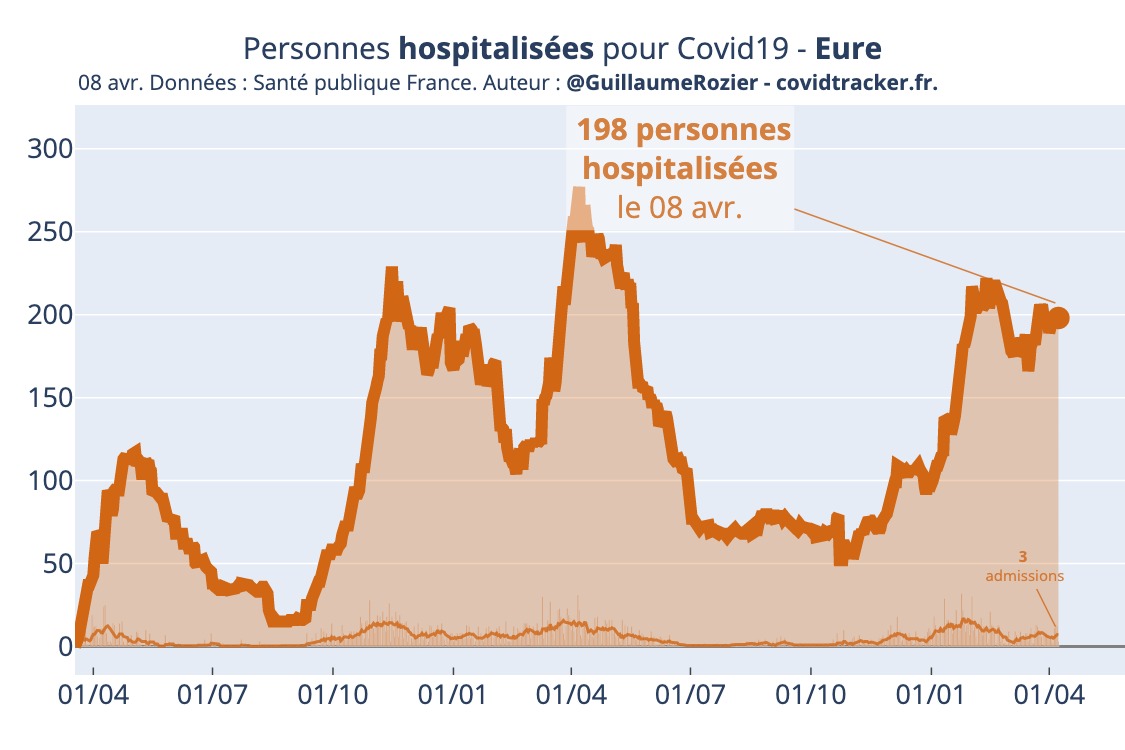 Personnes hospitalisées pour Covid19 - Eure
08 avr. Données : Santé publique France. Auteur : @GuillaumeRozier - covidtracker.fr.
198 personnes
hospitalisées
le 08 avr.
300
250
200
150
100
50
0
3
admissions
01/04
01/07
01/10
01/01
01/04
01/07
01/10
01/01
01/04